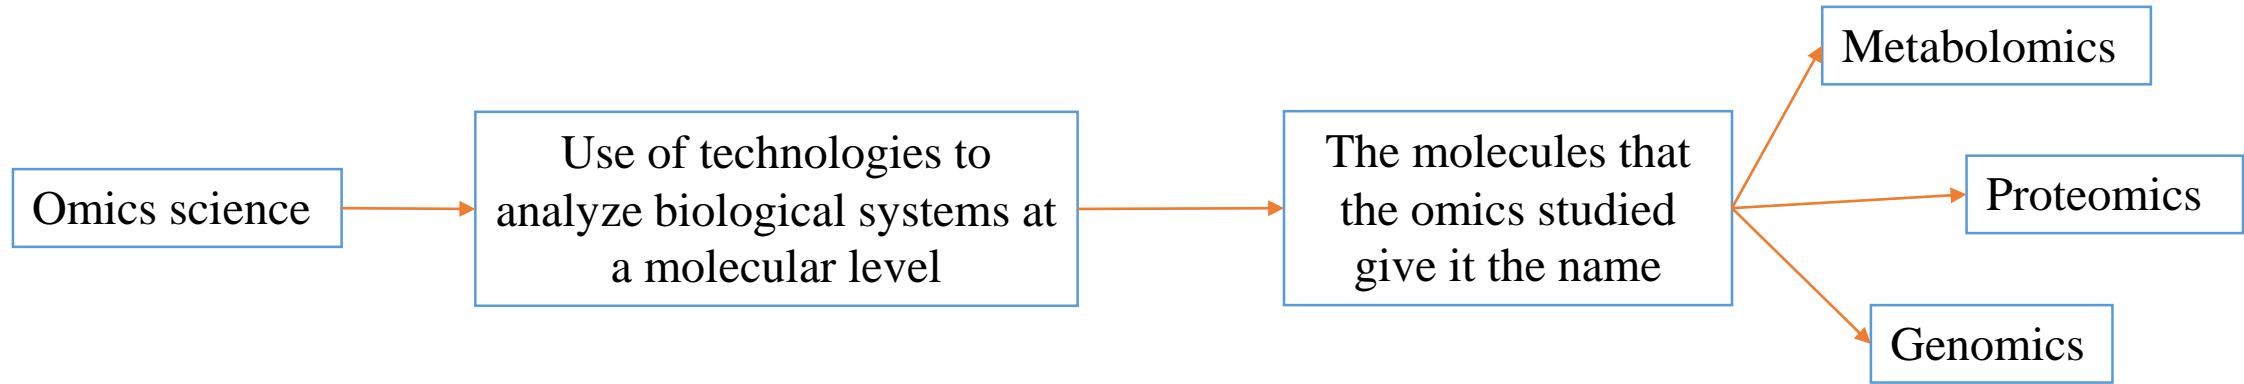 Omics science
Use of technologies to
analyze biological systems at
a molecular level
The molecules that
the omics studied
give it the name
Metabolomics
Proteomics
Genomics